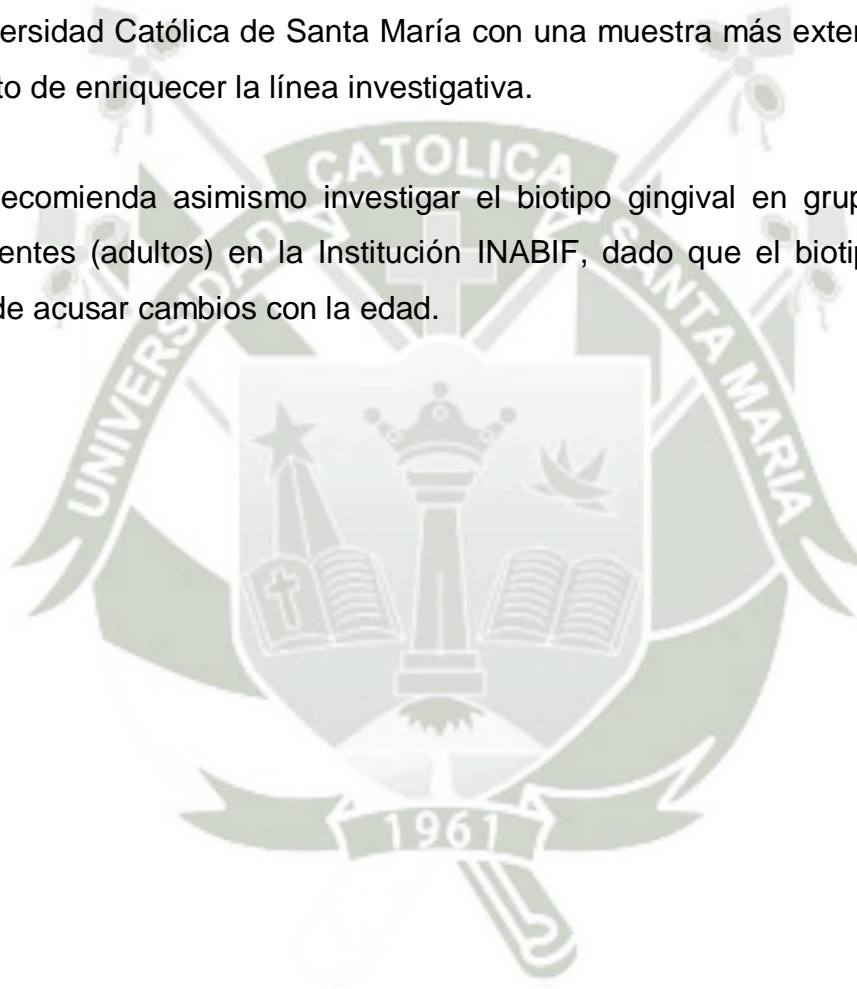 ersidad Católica de Santa María con una muestra más exten
to de enriquecer la línea investigativa.
ecomienda asimismo investigar el biotipo gingival en grup
entes (adultos) en la Institución INABIF, dado que el biotip
de acusar cambios con la edad.
UNIVERSIDAD CATOLICA SANTA MARIA
1961